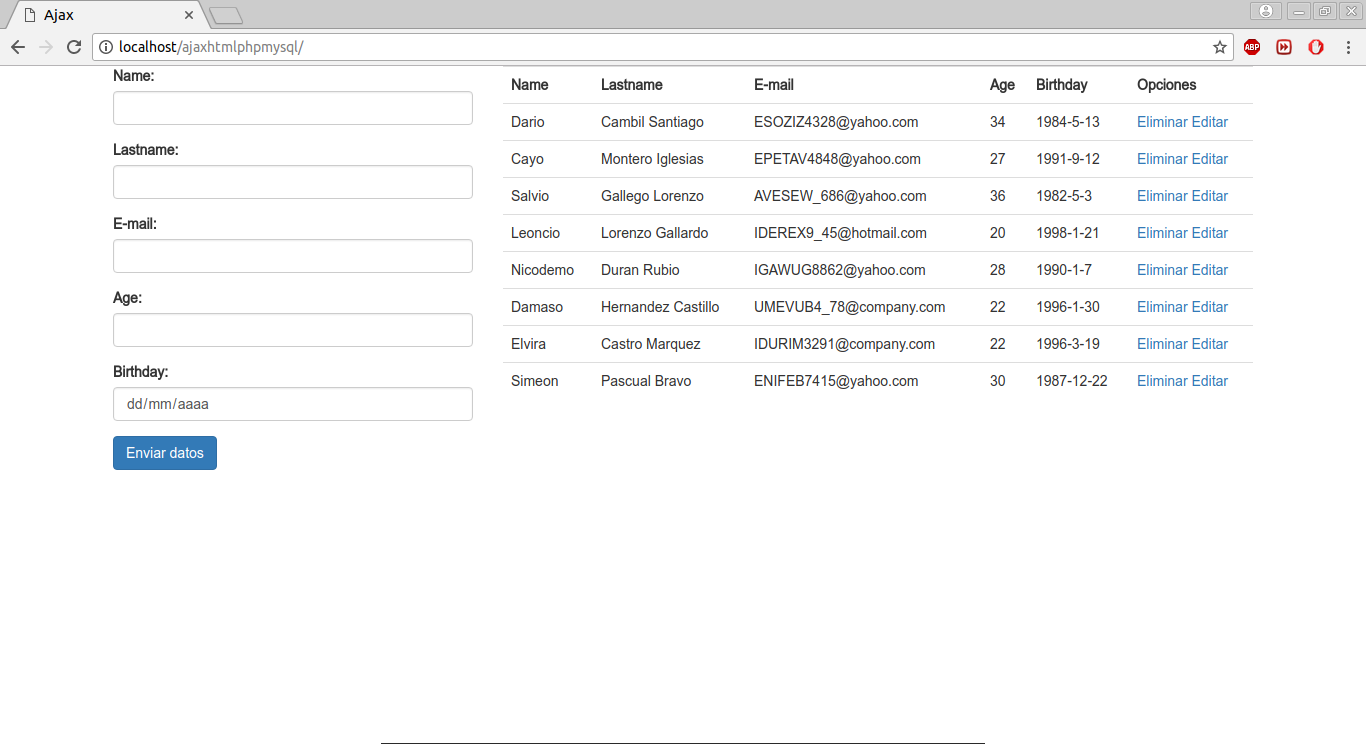 Ajax
localhost/ajaxhtmlphpmysql/
ABP
Name:
Lastname:
E-mail:
Age:
Birthday:
dd/mm/aaaa
Enviar datos
Name Lastname E-mail Age Birthday Opciones
Dario Cambil Santiago ESOZIZ4328@yahoo.com 34 1984-5-13 Eliminar Editar
Cayo Montero Iglesias EPETAV4848@yahoo.com 27 1991-9-12 Eliminar Editar
Salvio Gallego Lorenzo AVESEW_686@yahoo.com 36 1982-5-3 Eliminar Editar
Leoncio Lorenzo Gallardo IDEREX9_45@hotmail.com 20 1998-1-21 Eliminar Editar
Nicodemo Duran Rubio IGAWUG8862@yahoo.com 28 1990-1-7 Eliminar Editar
Damaso Hernandez Castillo UMEVUB4_78@company.com 22 1996-1-30 Eliminar Editar
Elvira Castro Marquez IDURIM3291@company.com 22 1996-3-19 Eliminar Editar
Simeon Pascual Bravo ENIFEB7415@yahoo.com 30 1987-12-22 Eliminar Editar